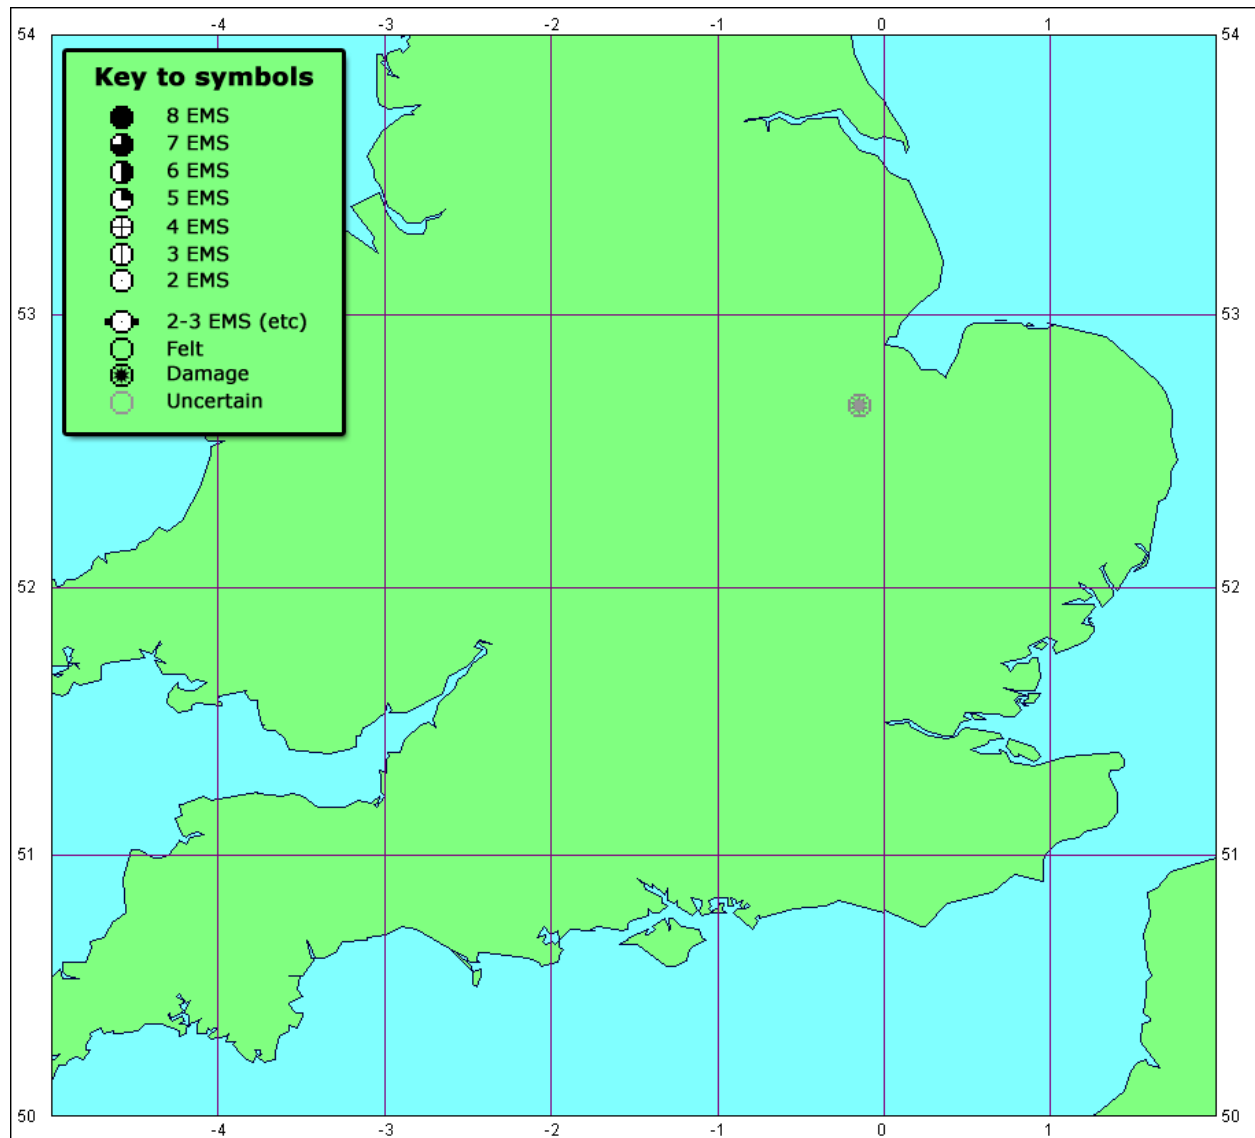 -4 -3 -2 -1 0 1
54 54
Key to symbols
8 EMS
7 EMS
6 EMS
5 EMS
4 EMS
3 EMS
2 EMS
2-3 EMS (etc)
Felt
Damage
Uncertain
53 53
52 52
51 51
50 50
-4 -3 -2 -1 0 1